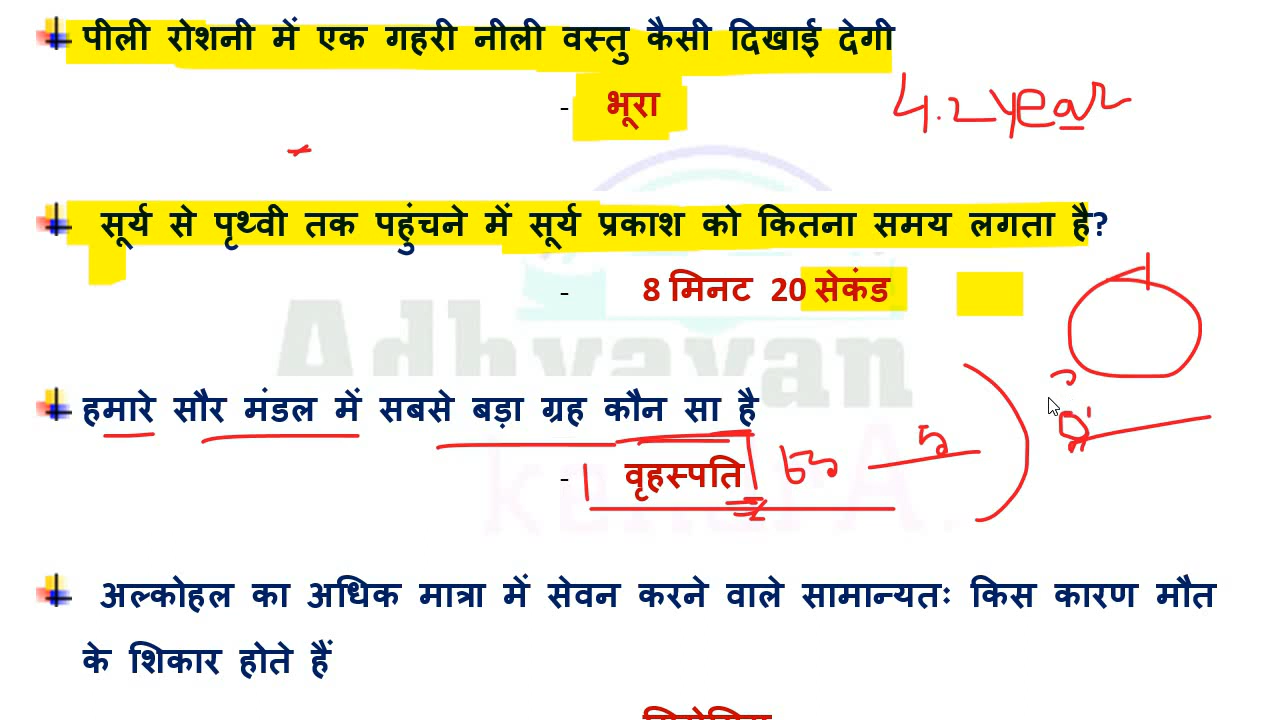 पीली रोशनी में एक गहरी नीली वस्तु कैसी दिखाई देगी
- भूरा
4.2 year
सूर्य से पृथ्वी तक पहुंचने में सूर्य प्रकाश को कितना समय लगता है?
- 8 मिनट 20 सेकंड
Adhyayan
हमारे सौर मंडल में सबसे बड़ा ग्रह कौन सा है
- वृहस्पति
अल्कोहल का अधिक मात्रा में सेवन करने वाले सामान्यतः किस कारण मौत
के शिकार होते हैं